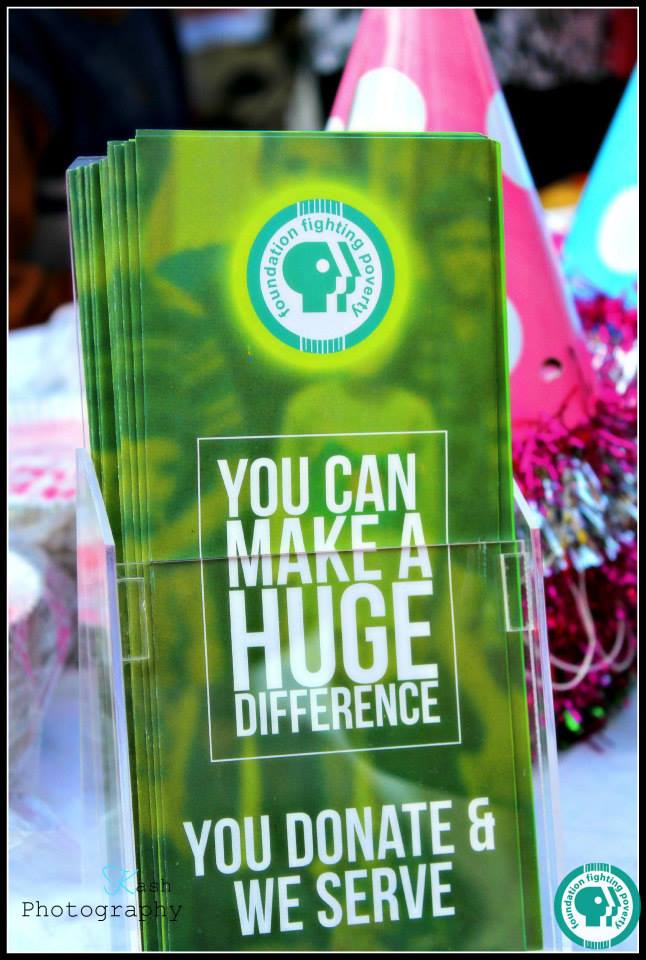 foundation fighting poverty
YOU CAN
MAKE A
HUGE
DIFFERENCE
YOU DONATE &
WE SERVE
Kash
Photography
foundation fighting poverty